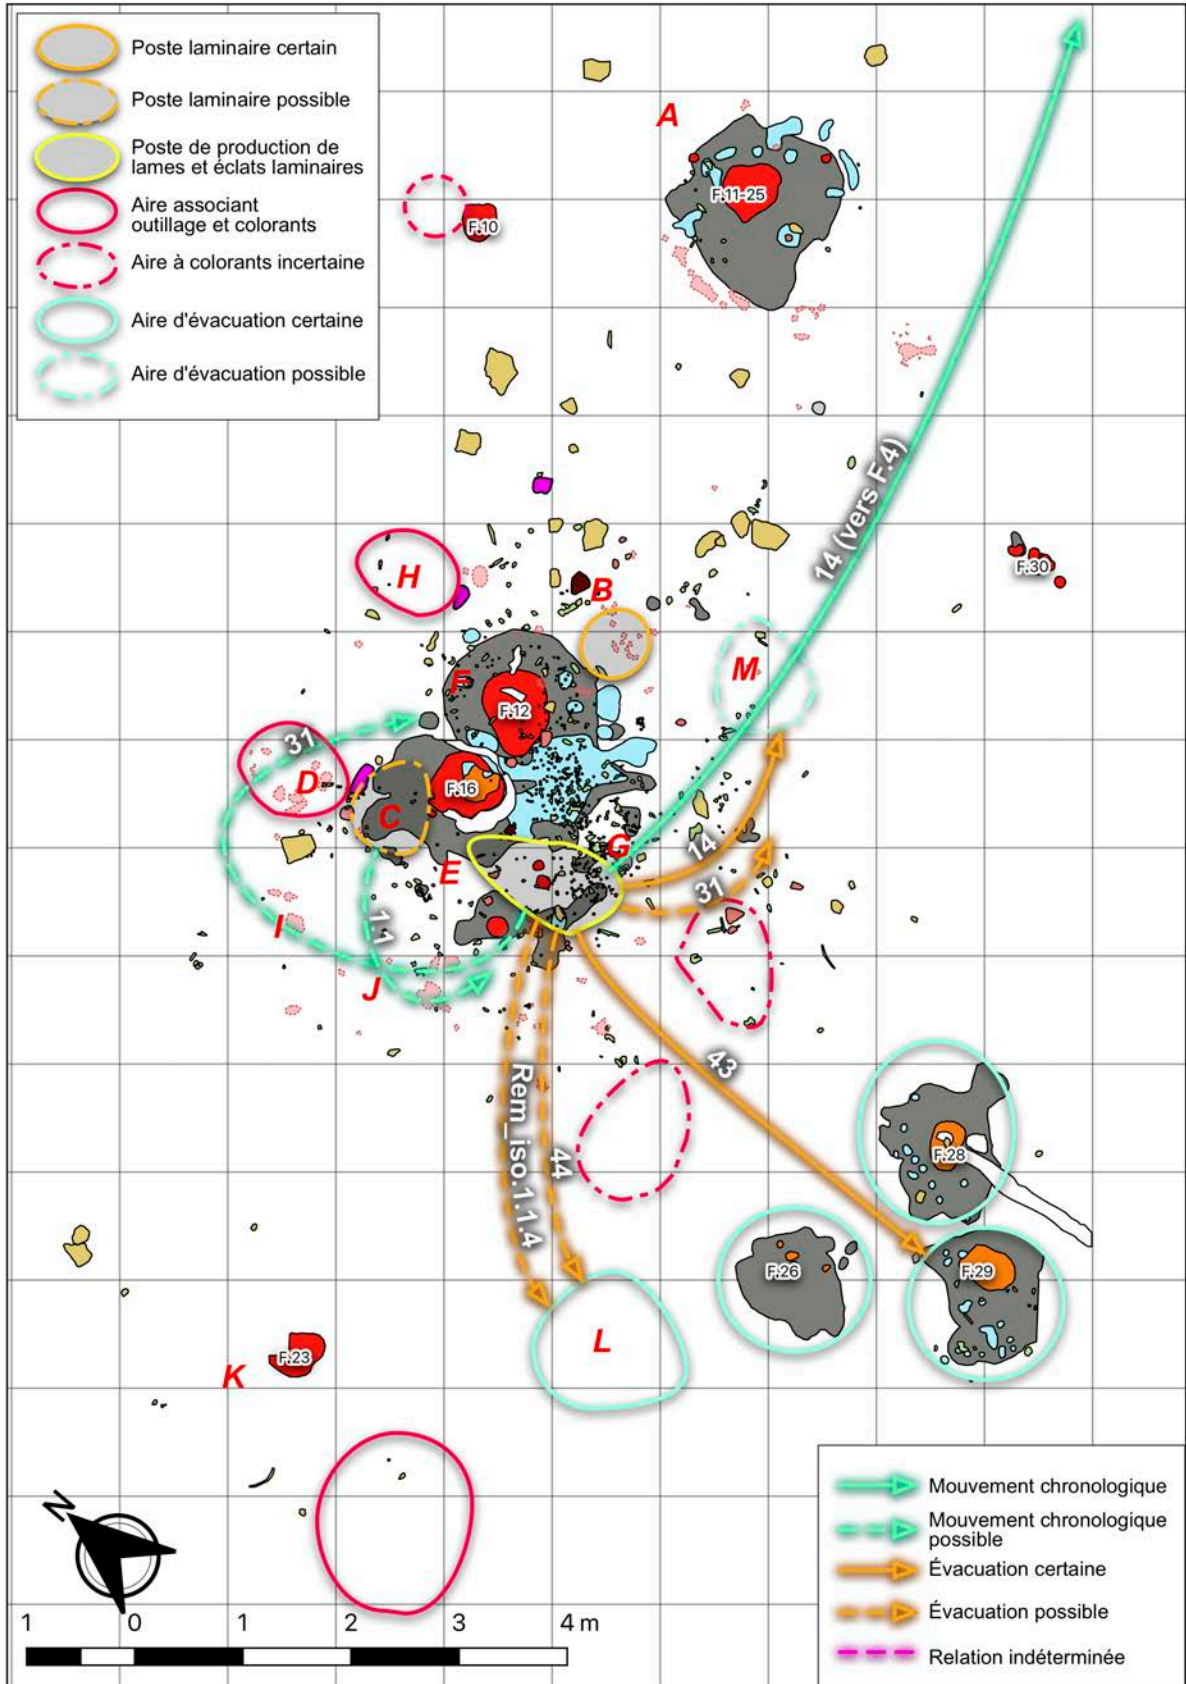 Poste laminaire certain
Poste laminaire possible
Poste de production de
lames et éclats laminaires
Aire associant
outillage et colorants
Aire à colorants incertaine
Aire d'évacuation certaine
Aire d'évacuation possible
A
F.11-25
F.10
14 (vers F.4)
F.30
H
B
M
F
F.12
31
D
F.16
C
G
E
14
31
I
11
J
43
Rem_iso.1.1.4
44
F.28
F.26
F.29
L
F.23
K
N
1 0 1 2 3 4 m
Mouvement chronologique
Mouvement chronologique
possible
Évacuation certaine
Évacuation possible
Relation indéterminée